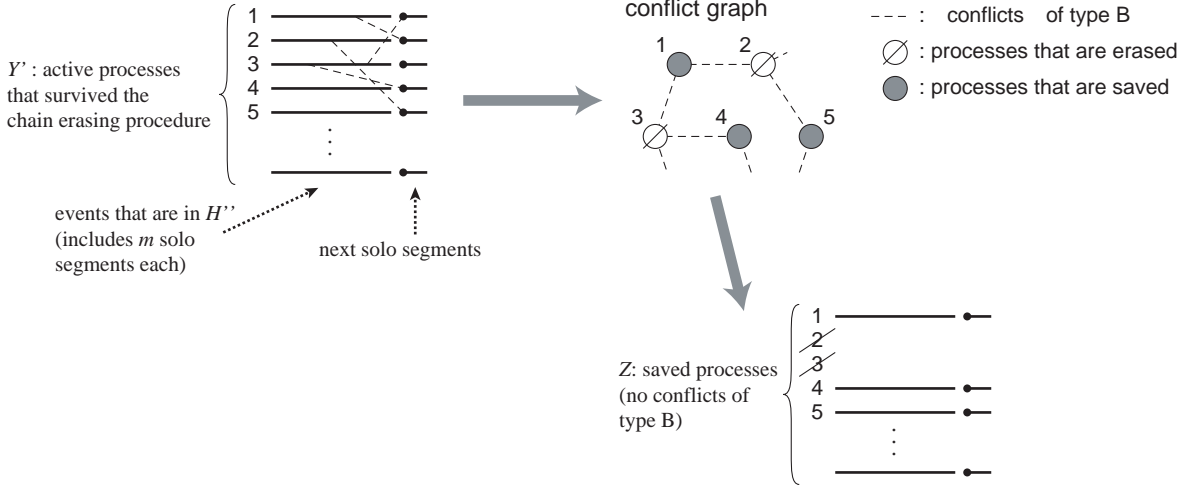 1
2
3
4
5
Y' : active processes
that survived the
chain erasing procedure
events that are in H''
(includes m solo
segments each)
next solo segments
conflict graph
1
2
3
4
5
: conflicts of type B
: processes that are erased
: processes that are saved
1
2
3
4
5
Z: saved processes
(no conflicts of
type B)